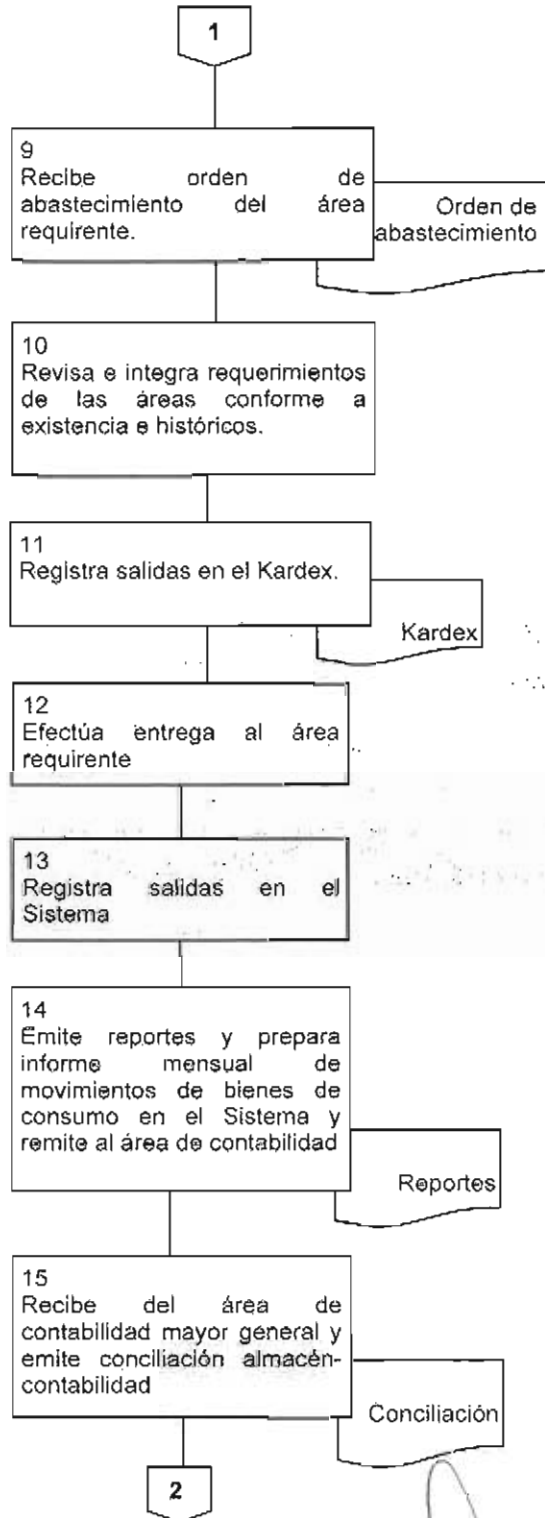 1
9
Recibe orden de
abastecimiento del área
requirente.
Orden de
abastecimiento
10
Revisa e integra requerimientos
de las áreas conforme a
existencia e históricos.
11
Registra salidas en el Kardex.
Kardex
12
Efectúa entrega al área
requirente
13
Registra salidas en el
Sistema
14
Emite reportes y prepara
informe mensual de
movimientos de bienes de
consumo en el Sistema y
remite al área de contabilidad
Reportes
15
Recibe del área de
contabilidad mayor general y
emite conciliación almacén-
contabilidad
Conciliación
2